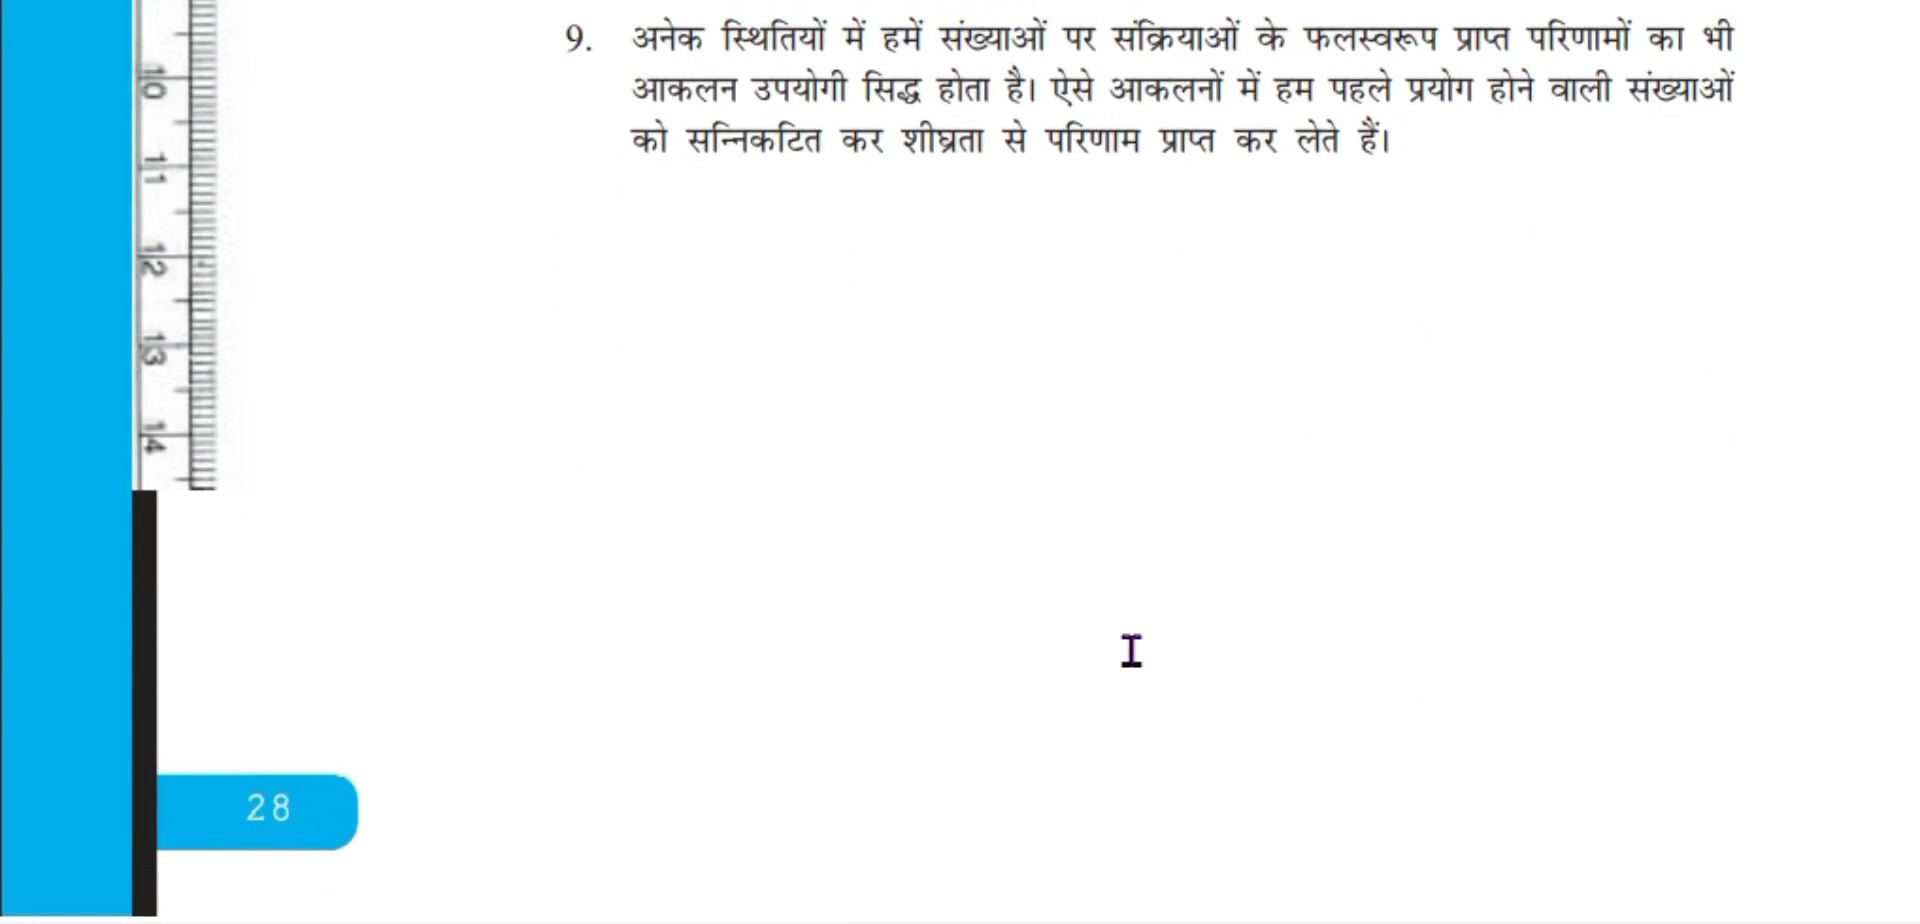 9. अनेक स्थितियों में हमें संख्याओं पर संक्रियाओं के फलस्वरूप प्राप्त परिणामों का भी
आकलन उपयोगी सिद्ध होता है। ऐसे आकलनों में हम पहले प्रयोग होने वाली संख्याओं
को सन्निकटित कर शीघ्रता से परिणाम प्राप्त कर लेते हैं।
10
11
12
13
14
28